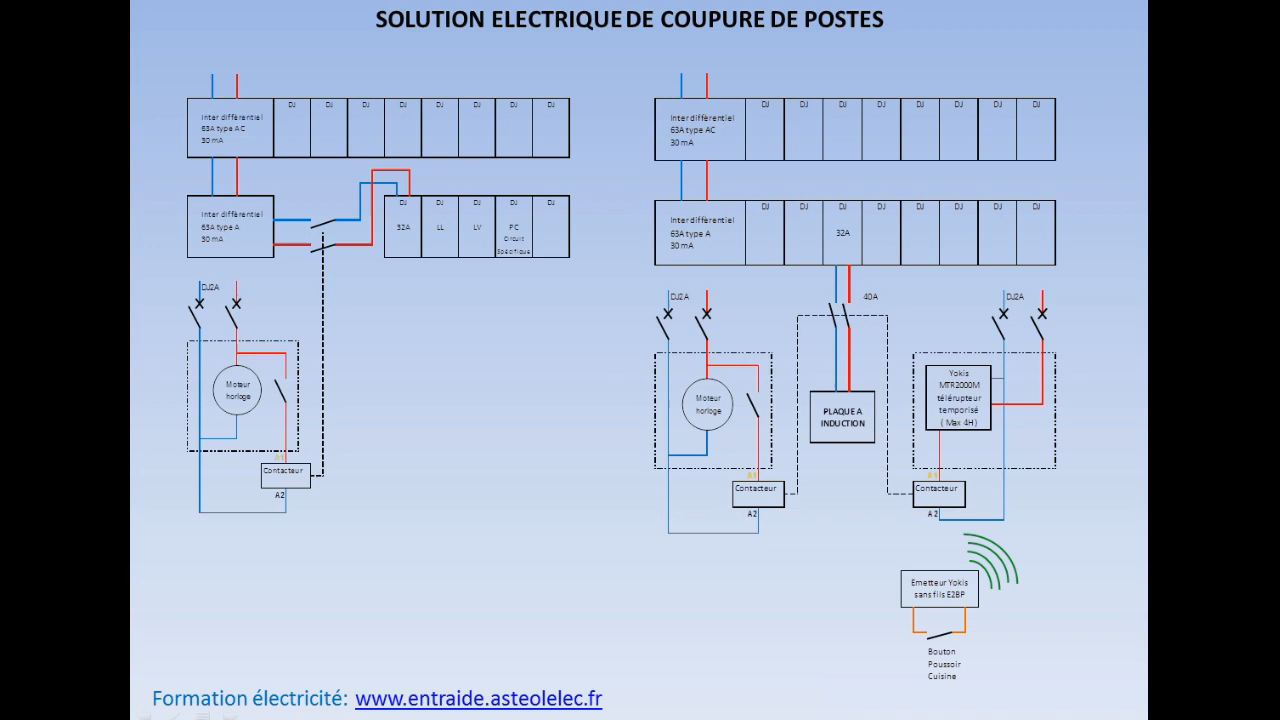 SOLUTION ELECTRIQUE DE COUPURE DE POSTES
Inter différentiel
63A type AC
30 mA
DJ DJ DJ DJ DJ DJ DJ DJ
Inter différentiel
63A type A
30 mA
DJ DJ DJ DJ DJ
32A LL LV PC
Circuit
Spécifique
DJ2A
Moteur
horloge
A1
Contacteur
A2
Inter différentiel
63A type AC
30 mA
DJ DJ DJ DJ DJ DJ DJ
Inter différentiel
63A type A
30 mA
DJ DJ DJ DJ DJ DJ DJ
32A
DJ2A
40A
DJ2A
Moteur
horloge
PLAQUE A
INDUCTION
Yokis
MTR2000M
télérupteur
temporisé
( Max 4H)
A1
Contacteur
A2
A1
Contacteur
A2
Emetteur Yokis
sans fils E2BP
Bouton
Poussoir
Cuisine
Formation électricité: www.entraide.asteolelec.fr